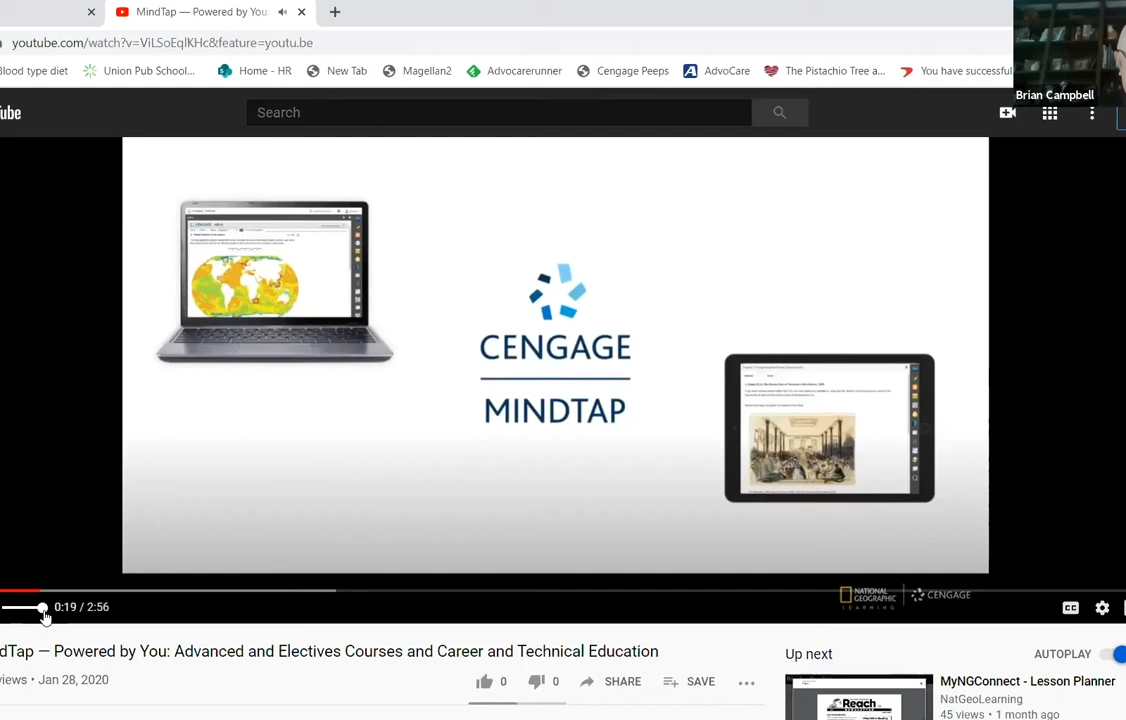 MindTap — Powered by You:
youtube.com/watch?v=ViLSoEqlKHc&feature=youtu.be
Blood type diet
Union Pub School...
Home - HR
New Tab
Magellan2
Advocarerunner
Cengage Peeps
AdvoCare
The Pistachio Tree a...
You have successful
Brian Campbell
Tube
Search
CENGAGE
MINDTAP
0:19 / 2:56
NATIONAL
GEOGRAPHIC
LEARNING
CENGAGE
CC
dTap — Powered by You: Advanced and Electives Courses and Career and Technical Education
views • Jan 28, 2020
0
0
SHARE
SAVE
Up next
AUTOPLAY
MyNGConnect - Lesson Planner
NatGeoLearning
45 views • 1 month ago
Reach